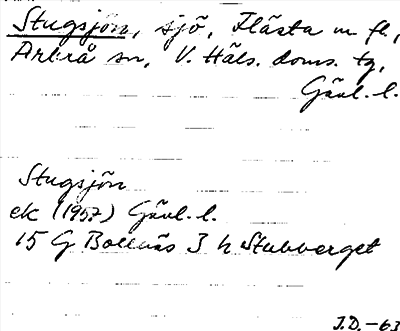 Stugsjön, sjö, Flästa m fl,
Arbrå sn, V. Häls. doms. tg,
Gävl. l.
Stugsjön
ek (1957) Gävl. l.
15 G Bollnäs 3 h Stubberget
J.D. -63